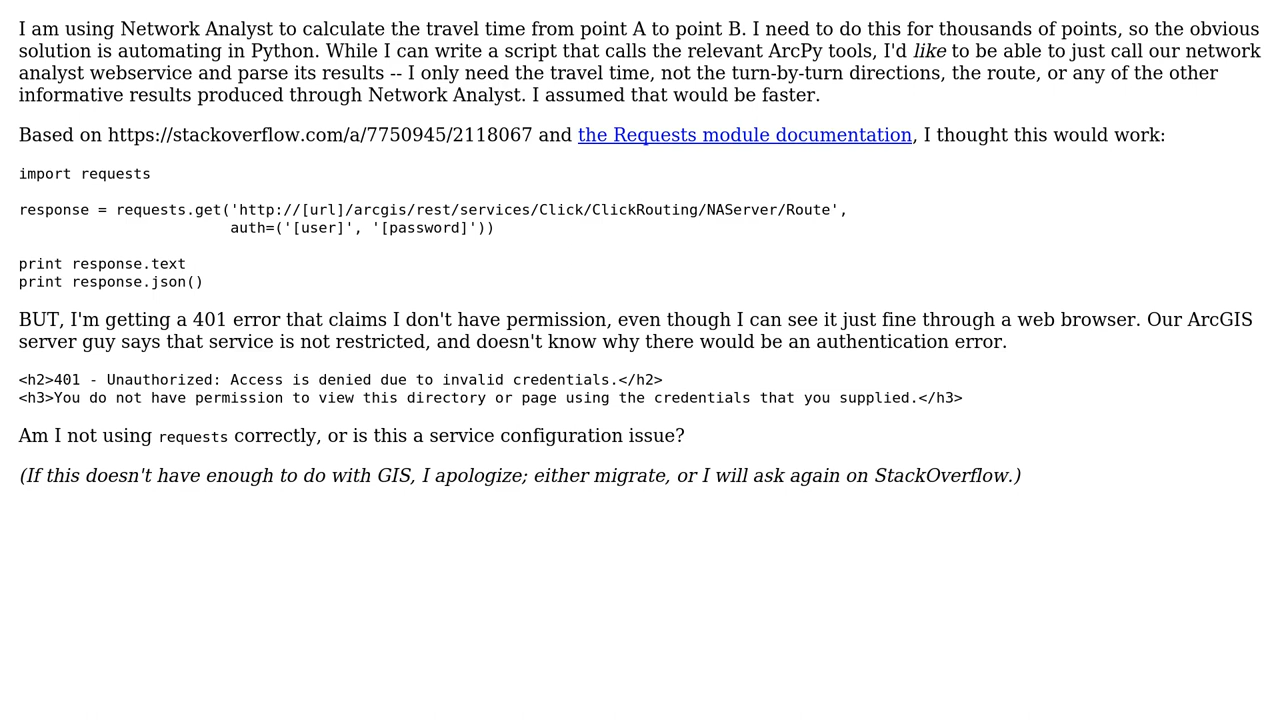 I am using Network Analyst to calculate the travel time from point A to point B. I need to do this for thousands of points, so the obvious
solution is automating in Python. While I can write a script that calls the relevant ArcPy tools, I'd like to be able to just call our network
analyst webservice and parse its results -- I only need the travel time, not the turn-by-turn directions, the route, or any of the other
informative results produced through Network Analyst. I assumed that would be faster.
Based on https://stackoverflow.com/a/7750945/2118067 and the Requests module documentation, I thought this would work:
import requests
response = requests.get('http://[url]/arcgis/rest/services/Click/ClickRouting/NAServer/Route',
                        auth=('[user]', '[password]'))
print response.text
print response.json()
BUT, I'm getting a 401 error that claims I don't have permission, even though I can see it just fine through a web browser. Our ArcGIS
server guy says that service is not restricted, and doesn't know why there would be an authentication error.
<h2>401 - Unauthorized: Access is denied due to invalid credentials.</h2>
<h3>You do not have permission to view this directory or page using the credentials that you supplied.</h3>
Am I not using requests correctly, or is this a service configuration issue?
(If this doesn't have enough to do with GIS, I apologize; either migrate, or I will ask again on StackOverflow.)